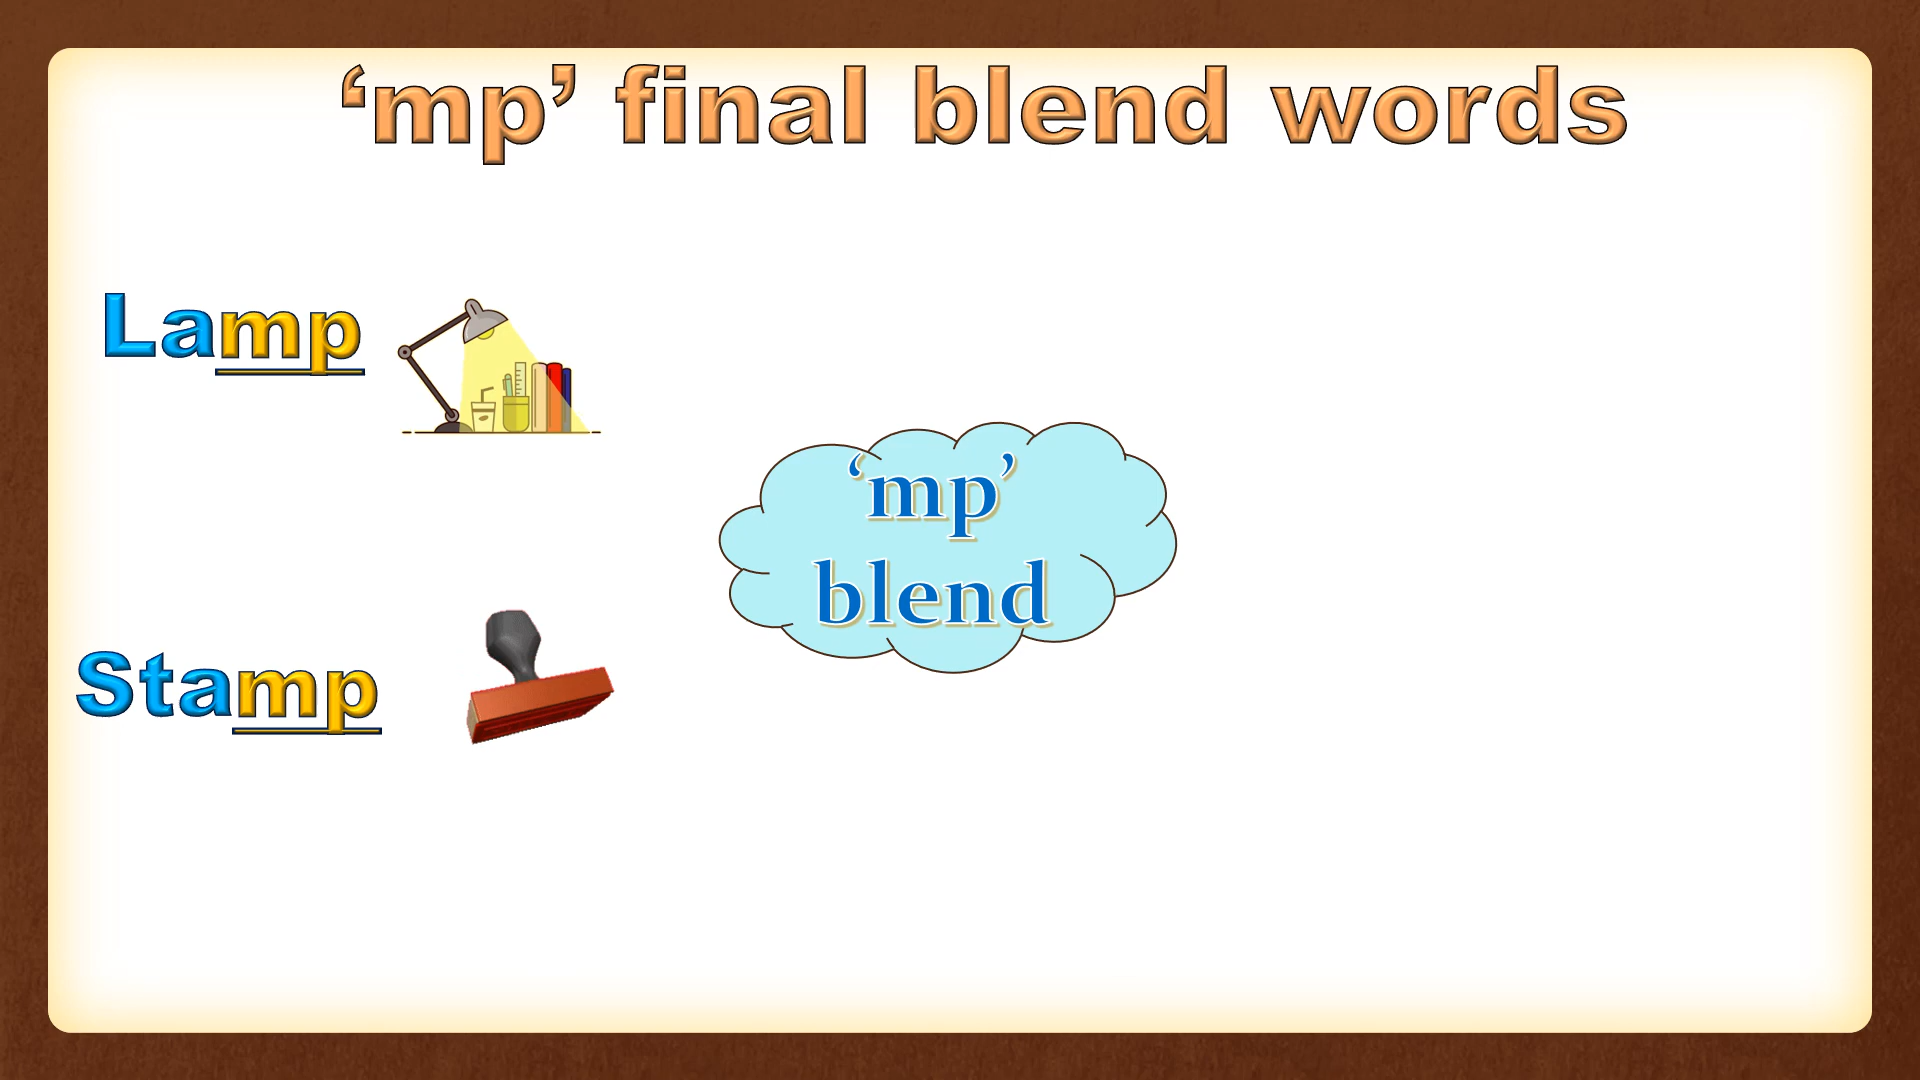 ‘mp’ final blend words
Lamp
‘mp’
blend
Stamp